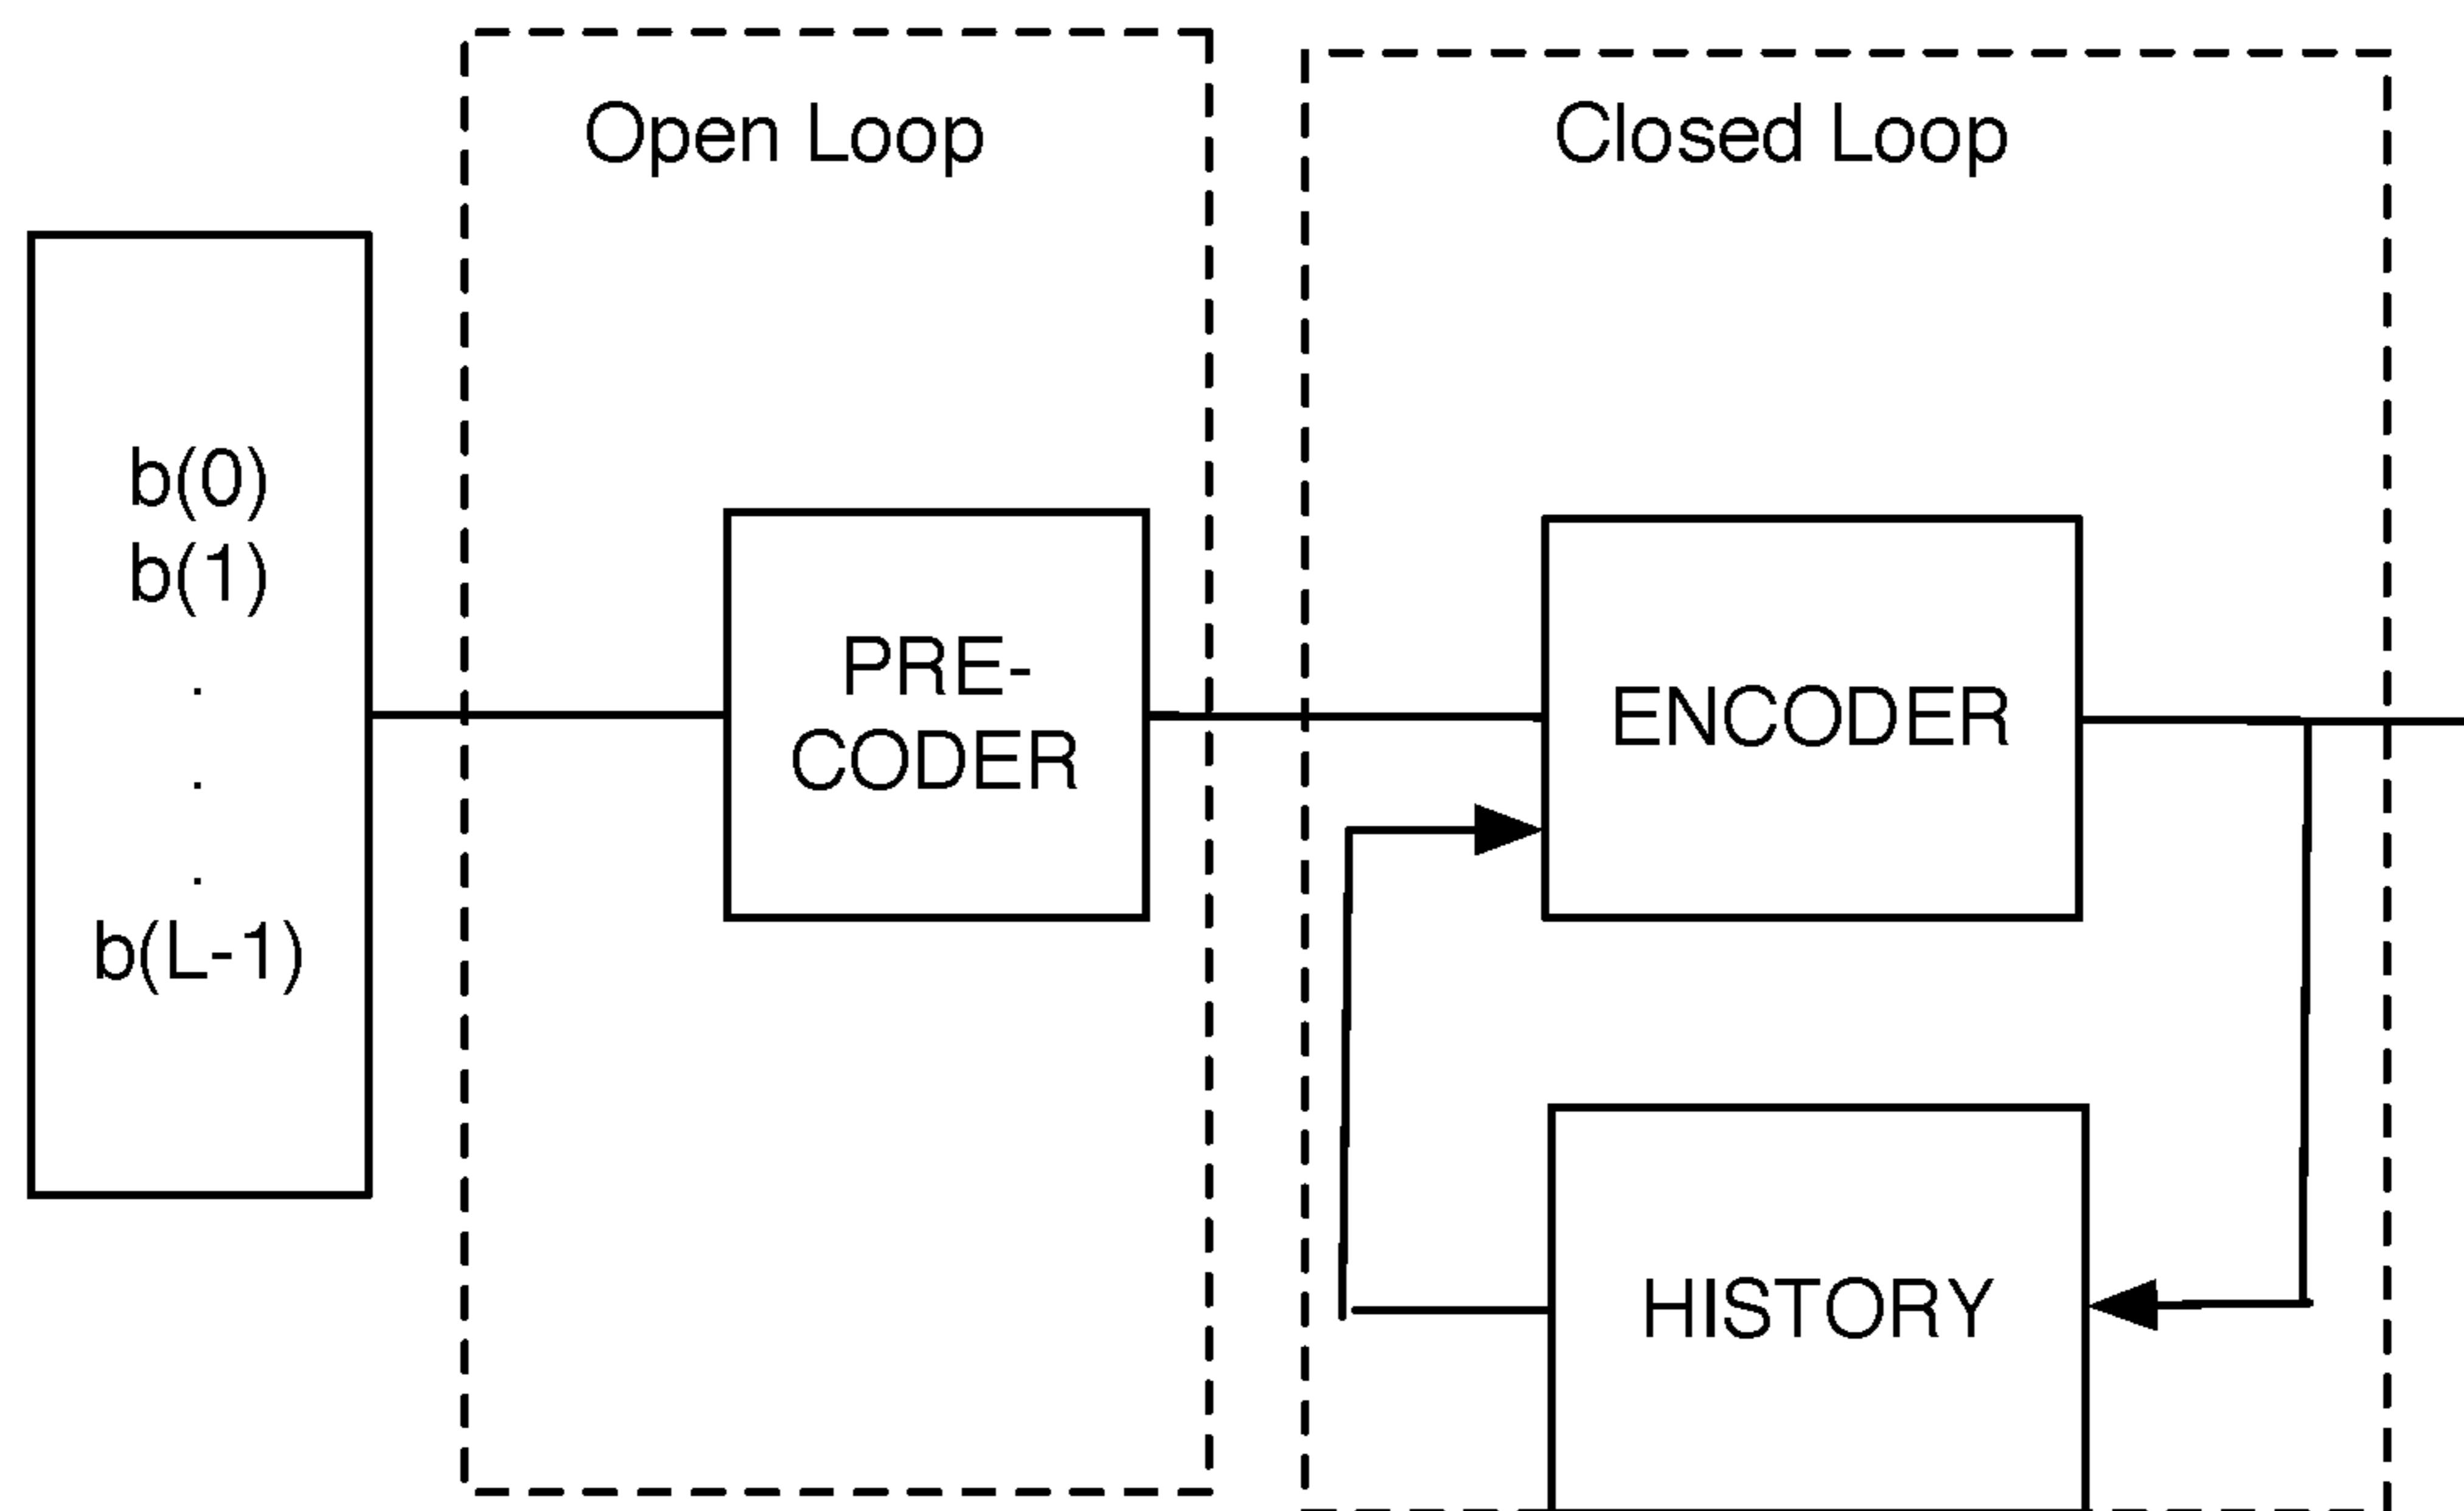 Open Loop
Closed Loop
b(0)
b(1)
.
.
.
b(L-1)
PRE-
CODER
ENCODER
HISTORY